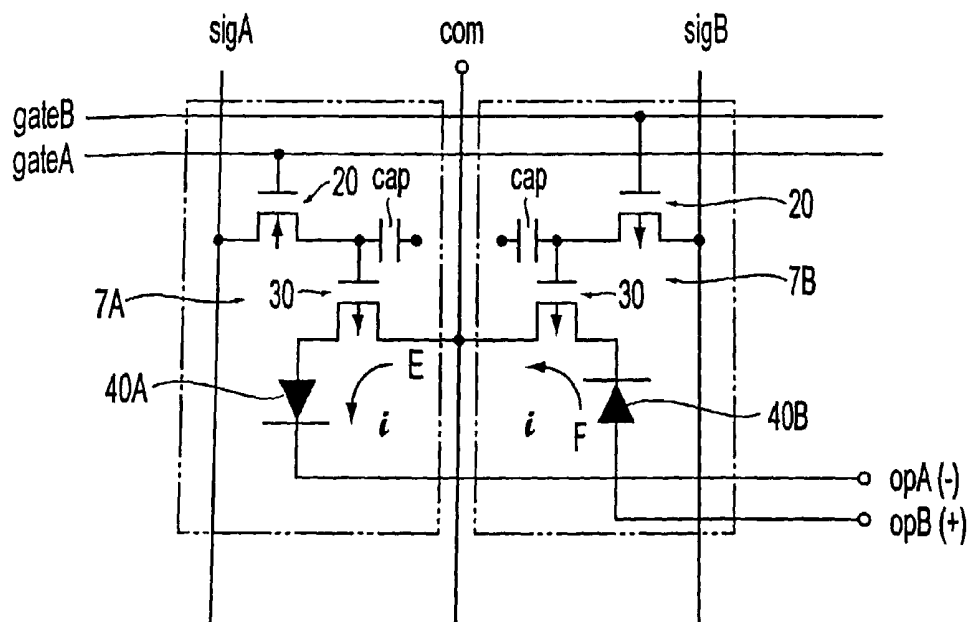 sigA com sigB
gateB
gateA
20 cap cap 20
7A 30 30 7B
40A E i i F 40B
opA (-)
opB (+)